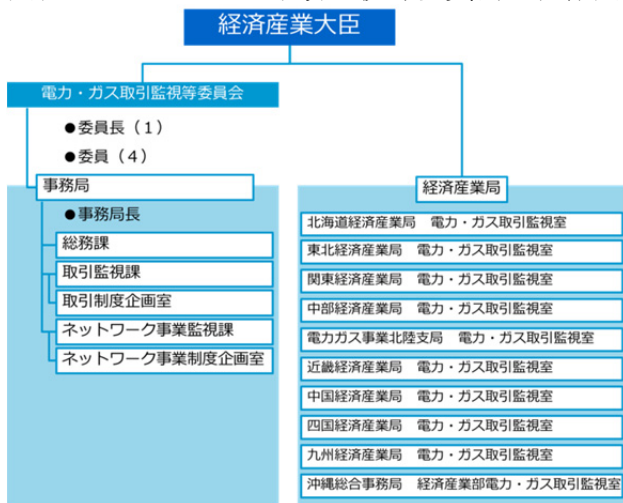 経済産業大臣
電力・ガス取引監視等委員会
●委員長（1）
●委員（4）
事務局
●事務局長
総務課
取引監視課
取引制度企画室
ネットワーク事業監視課
ネットワーク事業制度企画室
経済産業局
北海道経済産業局　電力・ガス取引監視室
東北経済産業局　電力・ガス取引監視室
関東経済産業局　電力・ガス取引監視室
中部経済産業局　電力・ガス取引監視室
電力ガス事業北陸支局　電力・ガス取引監視室
近畿経済産業局　電力・ガス取引監視室
中国経済産業局　電力・ガス取引監視室
四国経済産業局　電力・ガス取引監視室
九州経済産業局　電力・ガス取引監視室
沖縄総合事務局　経済産業部電力・ガス取引監視室